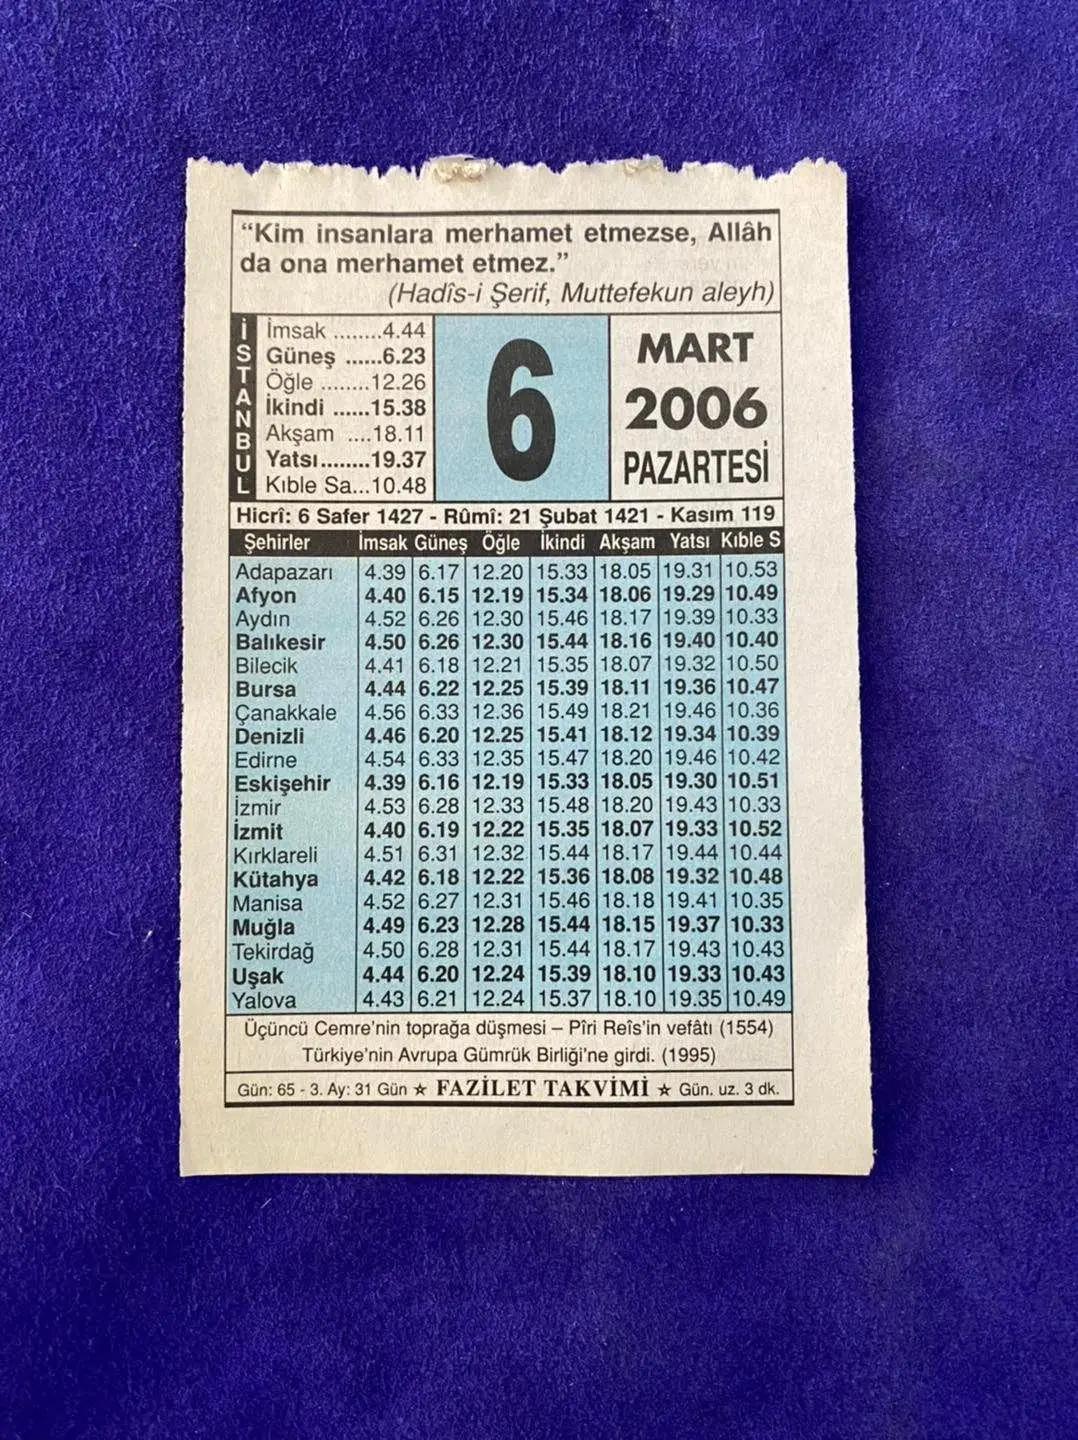 “Kim insanlara merhamet etmezse, Allâh
da ona merhamet etmez.”
(Hadîs-i Şerif, Muttefekun aleyh)
İSTANBUL
İmsak ........4.44
Güneş ......6.23
Öğle ........12.26
İkindi ......15.38
Akşam ....18.11
Yatsı........19.37
Kıble Sa...10.48
6
MART
2006
PAZARTESİ
Hicrî: 6 Safer 1427 - Rûmî: 21 Şubat 1421 - Kasım 119
Şehirler İmsak Güneş Öğle İkindi Akşam Yatsı Kıble S
Adapazarı 4.39 6.17 12.20 15.33 18.05 19.31 10.53
Afyon 4.40 6.15 12.19 15.34 18.06 19.29 10.49
Aydın 4.52 6.26 12.30 15.46 18.17 19.39 10.33
Balıkesir 4.50 6.26 12.30 15.44 18.16 19.40 10.40
Bilecik 4.41 6.18 12.21 15.35 18.07 19.32 10.50
Bursa 4.44 6.22 12.25 15.39 18.11 19.36 10.47
Çanakkale 4.56 6.33 12.36 15.49 18.21 19.46 10.36
Denizli 4.46 6.20 12.25 15.41 18.12 19.34 10.39
Edirne 4.54 6.33 12.35 15.47 18.20 19.46 10.42
Eskişehir 4.39 6.16 12.19 15.33 18.05 19.30 10.51
İzmir 4.53 6.28 12.33 15.48 18.20 19.43 10.33
İzmit 4.40 6.19 12.22 15.35 18.07 19.33 10.52
Kırklareli 4.51 6.31 12.32 15.44 18.17 19.44 10.44
Kütahya 4.42 6.18 12.22 15.36 18.08 19.32 10.48
Manisa 4.52 6.27 12.31 15.46 18.18 19.41 10.35
Muğla 4.49 6.23 12.28 15.44 18.15 19.37 10.33
Tekirdağ 4.50 6.28 12.31 15.44 18.17 19.43 10.43
Uşak 4.44 6.20 12.24 15.39 18.10 19.33 10.43
Yalova 4.43 6.21 12.24 15.37 18.10 19.35 10.49
Üçüncü Cemre'nin toprağa düşmesi – Pîri Reîs'in vefâtı (1554)
Türkiye'nin Avrupa Gümrük Birliği'ne girdi. (1995)
Gün: 65 - 3. Ay: 31 Gün ☆ FAZİLET TAKVİMİ ☆ Gün. uz. 3 dk.